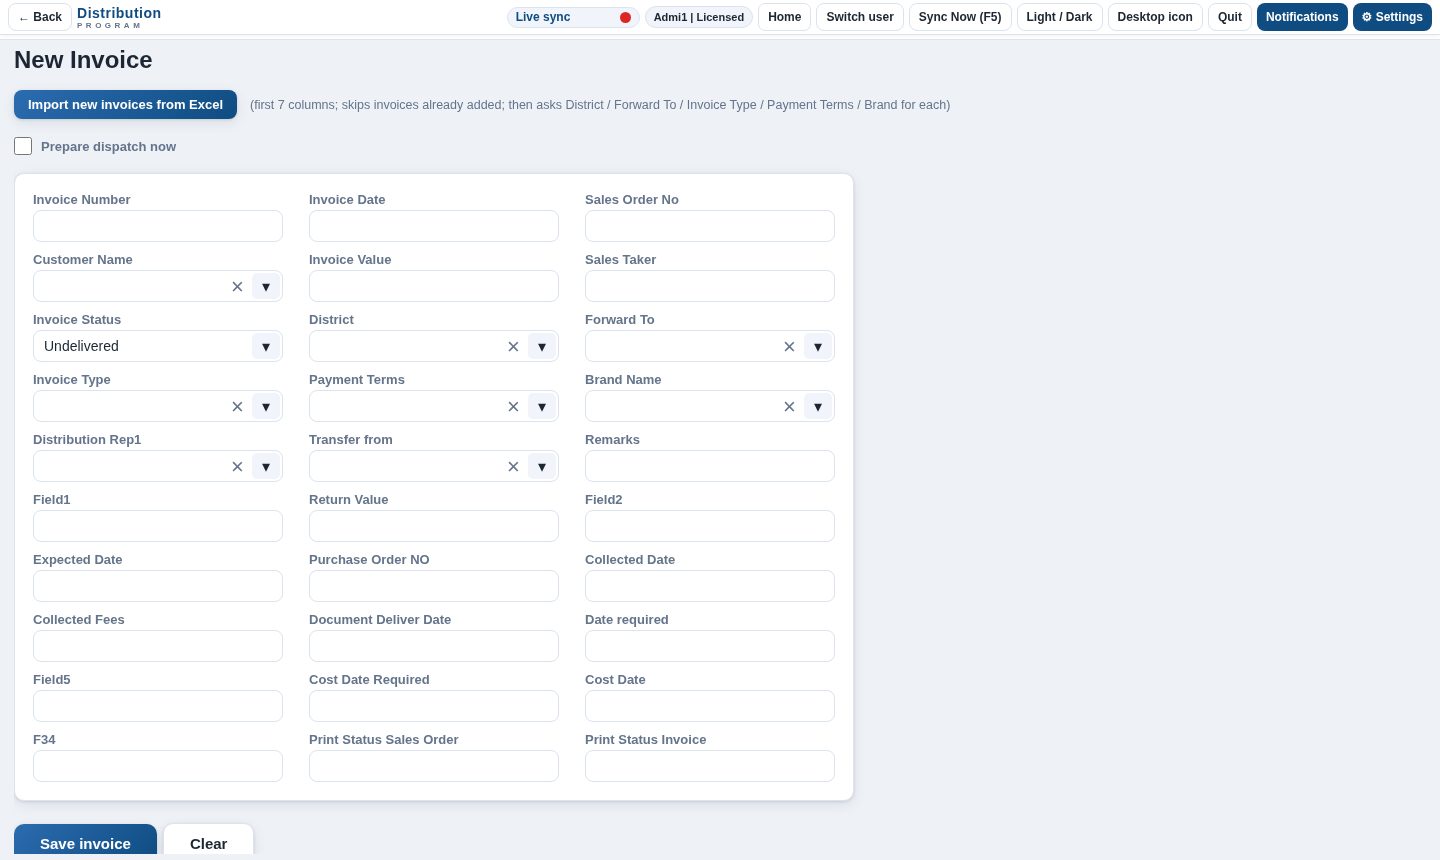 ← Back
Distribution
PROGRAM
Live sync
Admi1 | Licensed
Home
Switch user
Sync Now (F5)
Light / Dark
Desktop icon
Quit
Notifications
⚙ Settings
New Invoice
Import new invoices from Excel
(first 7 columns; skips invoices already added; then asks District / Forward To / Invoice Type / Payment Terms / Brand for each)
Prepare dispatch now
Invoice Number
Invoice Date
Sales Order No
Customer Name
Invoice Value
Sales Taker
Invoice Status
District
Forward To
Undelivered
Invoice Type
Payment Terms
Brand Name
Distribution Rep1
Transfer from
Remarks
Field1
Return Value
Field2
Expected Date
Purchase Order NO
Collected Date
Collected Fees
Document Deliver Date
Date required
Field5
Cost Date Required
Cost Date
F34
Print Status Sales Order
Print Status Invoice
Save invoice
Clear